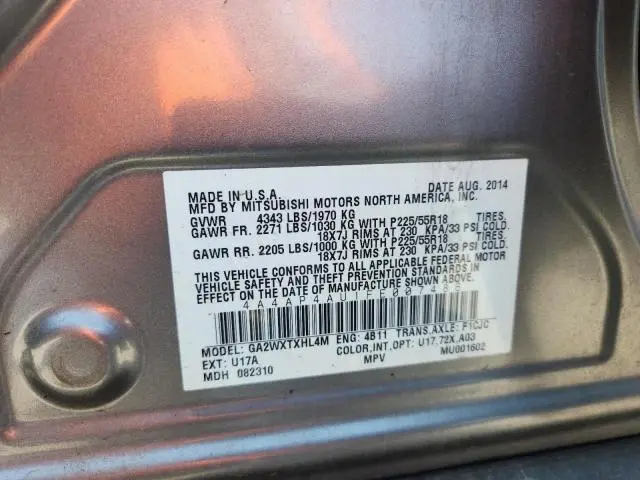 MADE IN U.S.A. DATE AUG. 2014
MFD BY MITSUBISHI MOTORS NORTH AMERICA, INC.
GVWR 4343 LBS/1970 KG
GAWR FR. 2271 LBS/1030 KG WITH P225/55R18 TIRES.
18X7J RIMS AT 230 KPA/33 PSI COLD.
GAWR RR. 2205 LBS/1000 KG WITH P225/55R18 TIRES.
18X7J RIMS AT 230 KPA/33 PSI COLD.
THIS VEHICLE CONFORMS TO ALL APPLICABLE FEDERAL MOTOR
VEHICLE SAFETY AND THEFT PREVENTION STANDARDS IN
EFFECT ON THE DATE OF MANUFACTURE SHOWN ABOVE.
MODEL: GA2WXTXHL4M ENG: 4B11 TRANS.AXLE: F1CJC
EXT: U17A COLOR,INT,OPT: U17.72X.A03
MDH 082310 MPV MU001602